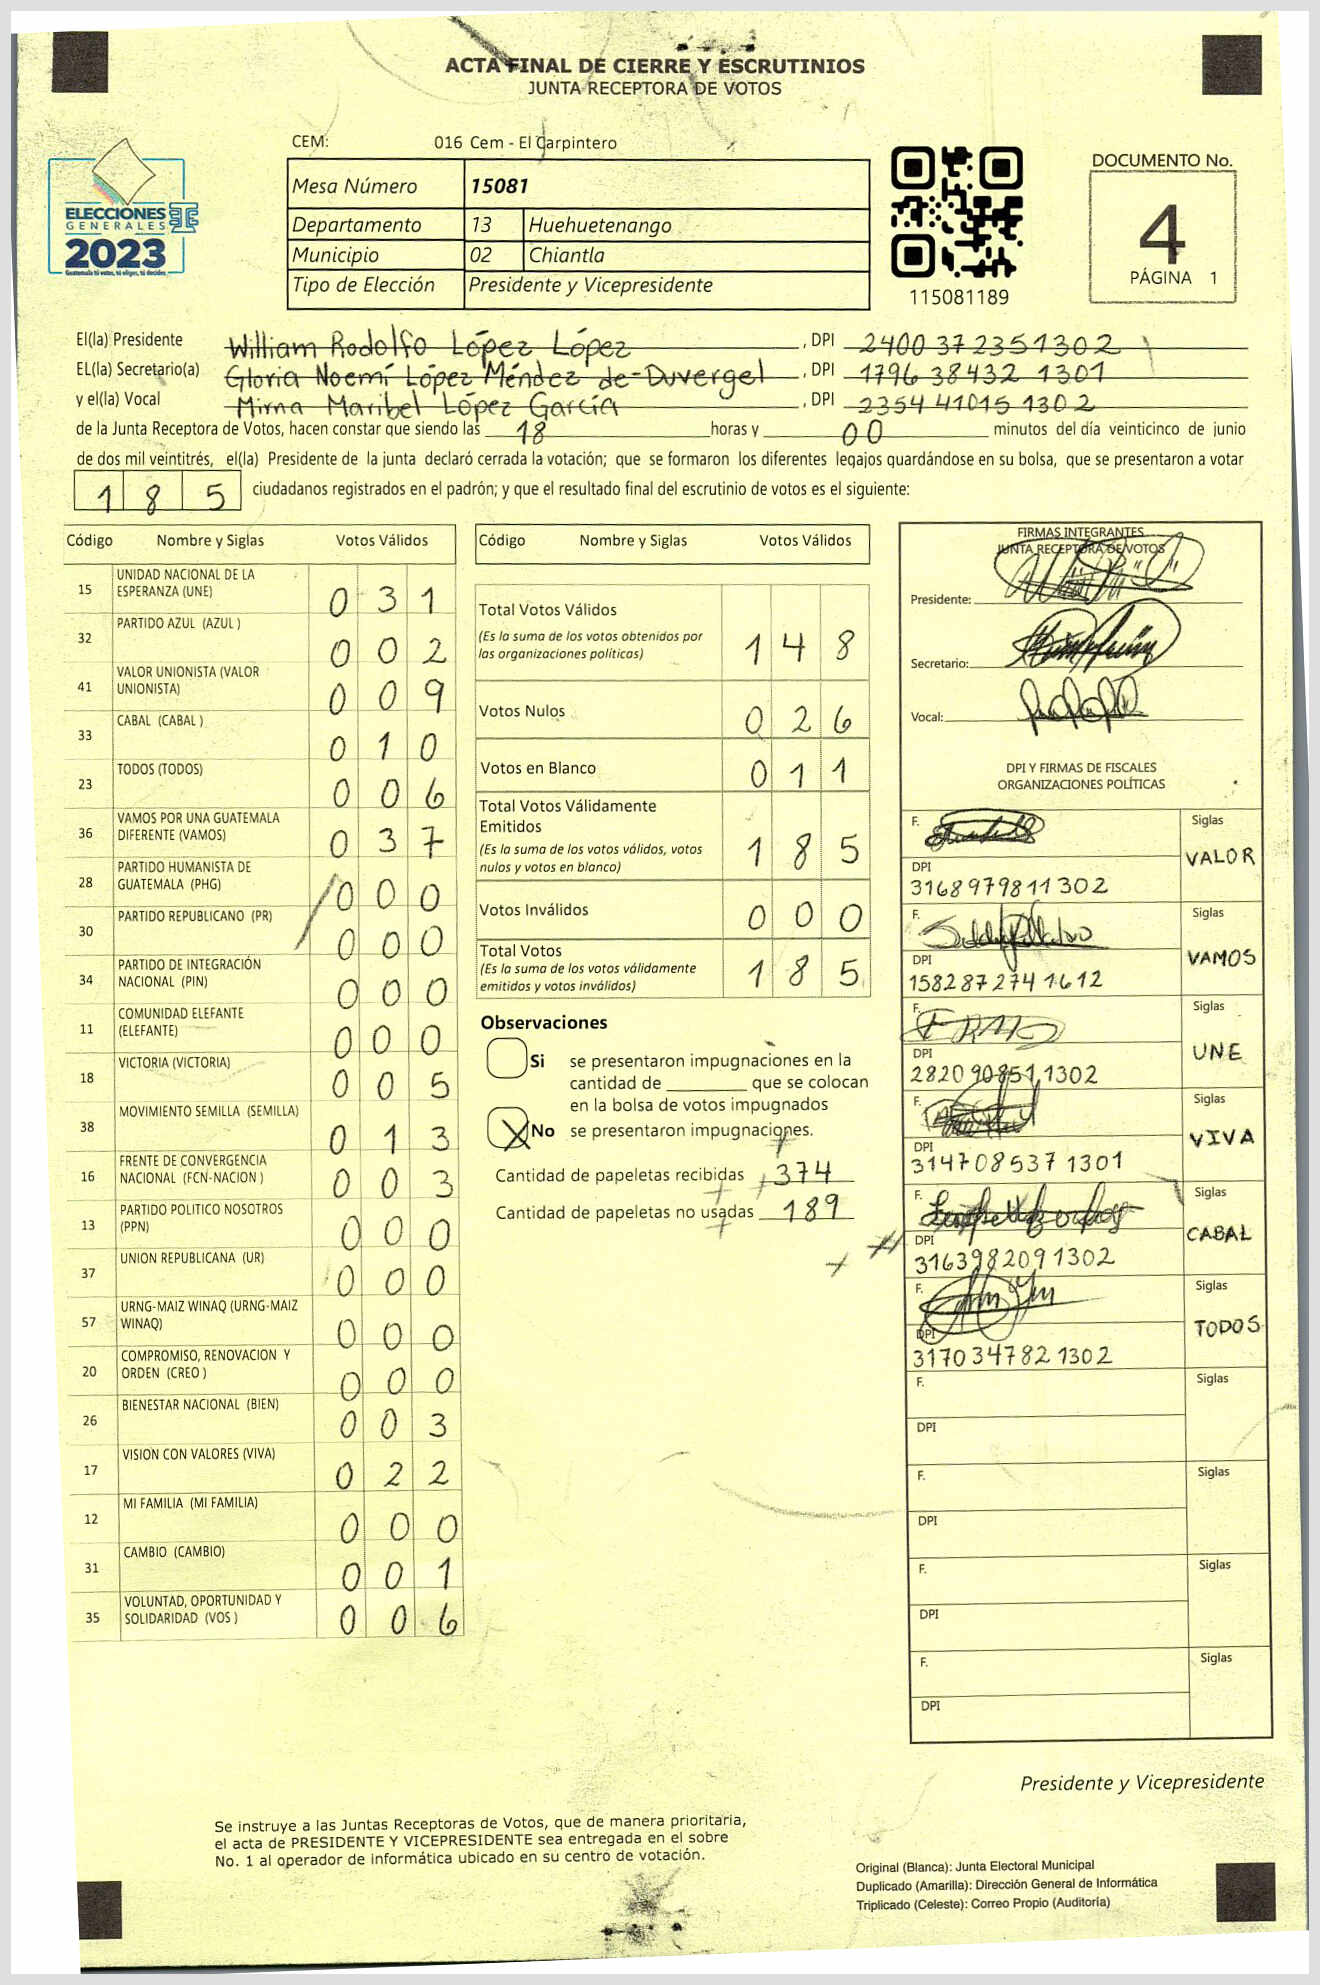 ACTA FINAL DE CIERRE Y ESCRUTINIOS
JUNTA RECEPTORA DE VOTOS
CEM: 016 Cem - El Carpintero
Mesa Número 15081
Departamento 13 Huehuetenango
Municipio 02 Chiantla
Tipo de Elección Presidente y Vicepresidente
ELECCIONES
GENERALES
2023
Guatemala tú votas, tú eliges, tú decides
115081189
DOCUMENTO No.
4
PÁGINA 1
El(la) Presidente William Rodolfo López López , DPI 2400 37235 1302
EL(la) Secretario(a) Gloria Noemí López Méndez de Duvergel , DPI 1796 38432 1301
y el(la) Vocal Mirna Maribel López García , DPI 2354 41015 1302
de la Junta Receptora de Votos, hacen constar que siendo las 18 horas y 00 minutos del día veinticinco de junio
de dos mil veintitrés, el(la) Presidente de la junta declaró cerrada la votación; que se formaron los diferentes legajos guardándose en su bolsa, que se presentaron a votar
185 ciudadanos registrados en el padrón; y que el resultado final del escrutinio de votos es el siguiente:
Código Nombre y Siglas Votos Válidos
15 UNIDAD NACIONAL DE LA
ESPERANZA (UNE) 0 3 1
32 PARTIDO AZUL (AZUL ) 0 0 2
41 VALOR UNIONISTA (VALOR
UNIONISTA) 0 0 9
33 CABAL (CABAL ) 0 1 0
23 TODOS (TODOS) 0 0 6
36 VAMOS POR UNA GUATEMALA
DIFERENTE (VAMOS) 0 3 7
28 PARTIDO HUMANISTA DE
GUATEMALA (PHG) 0 0 0
30 PARTIDO REPUBLICANO (PR) 0 0 0
34 PARTIDO DE INTEGRACIÓN
NACIONAL (PIN) 0 0 0
11 COMUNIDAD ELEFANTE
(ELEFANTE) 0 0 0
18 VICTORIA (VICTORIA) 0 0 5
38 MOVIMIENTO SEMILLA (SEMILLA) 0 1 3
16 FRENTE DE CONVERGENCIA
NACIONAL (FCN-NACION ) 0 0 3
13 PARTIDO POLITICO NOSOTROS
(PPN) 0 0 0
37 UNION REPUBLICANA (UR) 0 0 0
57 URNG-MAIZ WINAQ (URNG-MAIZ
WINAQ) 0 0 0
20 COMPROMISO, RENOVACION Y
ORDEN (CREO ) 0 0 0
26 BIENESTAR NACIONAL (BIEN) 0 0 3
17 VISION CON VALORES (VIVA) 0 2 2
12 MI FAMILIA (MI FAMILIA) 0 0 0
31 CAMBIO (CAMBIO) 0 0 1
35 VOLUNTAD, OPORTUNIDAD Y
SOLIDARIDAD (VOS ) 0 0 6
Código Nombre y Siglas Votos Válidos
Total Votos Válidos
(Es la suma de los votos obtenidos por
las organizaciones políticas) 1 4 8
Votos Nulos 0 2 6
Votos en Blanco 0 1 1
Total Votos Válidamente
Emitidos
(Es la suma de los votos válidos, votos
nulos y votos en blanco) 1 8 5
Votos Inválidos 0 0 0
Total Votos
(Es la suma de los votos válidamente
emitidos y votos inválidos) 1 8 5
Observaciones
Si se presentaron impugnaciones en la
cantidad de ________ que se colocan
en la bolsa de votos impugnados
X No se presentaron impugnaciones.
Cantidad de papeletas recibidas 374
Cantidad de papeletas no usadas 189
FIRMAS INTEGRANTES
JUNTA RECEPTORA DE VOTOS
Presidente:
Secretario:
Vocal:
DPI Y FIRMAS DE FISCALES
ORGANIZACIONES POLÍTICAS
F. Siglas
VALOR
DPI
3168979811302
F. Siglas
VAMOS
DPI
1582872741612
F. Siglas
UNE
DPI
2820908511302
F. Siglas
VIVA
DPI
3147085371301
F. Siglas
CABAL
DPI
3163982091302
F. Siglas
TODOS
DPI
3170347821302
F. Siglas
DPI
F. Siglas
DPI
F. Siglas
DPI
F. Siglas
DPI
Presidente y Vicepresidente
Se instruye a las Juntas Receptoras de Votos, que de manera prioritaria,
el acta de PRESIDENTE Y VICEPRESIDENTE sea entregada en el sobre
No. 1 al operador de informática ubicado en su centro de votación.
Original (Blanca): Junta Electoral Municipal
Duplicado (Amarilla): Dirección General de Informática
Triplicado (Celeste): Correo Propio (Auditoría)